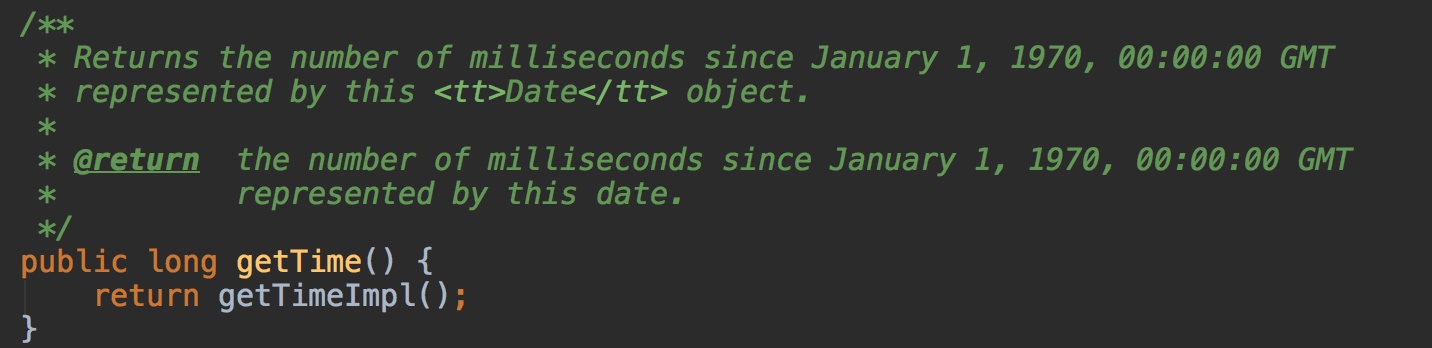 /**
 * Returns the number of milliseconds since January 1, 1970, 00:00:00 GMT
 * represented by this <tt>Date</tt> object.
 *
 * @return  the number of milliseconds since January 1, 1970, 00:00:00 GMT
 *          represented by this date.
 */
public long getTime() {
    return getTimeImpl();
}